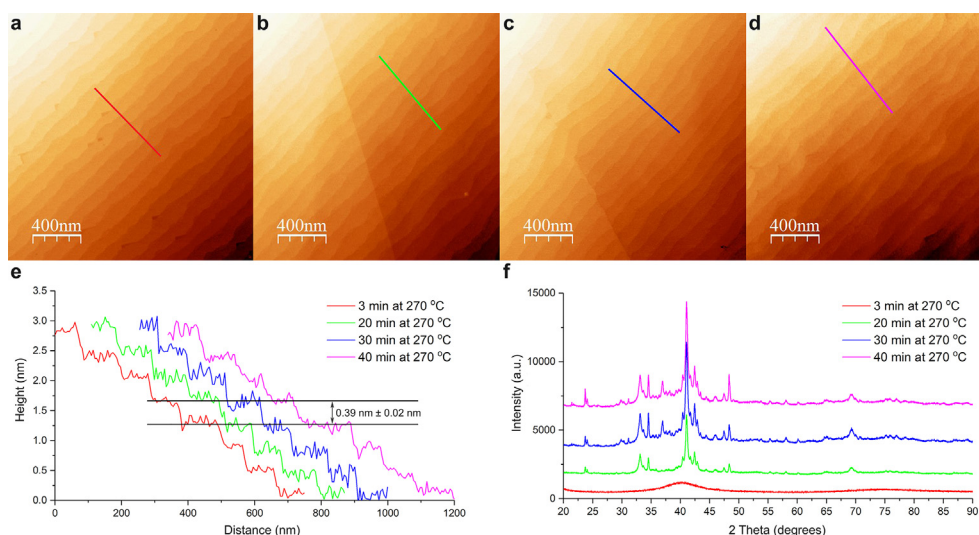 a
b
c
d
400nm
400nm
400nm
400nm
e
f
3.5
3.0
2.5
2.0
1.5
1.0
0.5
0.0
Height (nm)
3 min at 270 °C
20 min at 270 °C
30 min at 270 °C
40 min at 270 °C
0.39 nm ± 0.02 nm
0 200 400 600 800 1000 1200
Distance (nm)
15000
10000
5000
0
Intensity (a.u.)
3 min at 270 °C
20 min at 270 °C
30 min at 270 °C
40 min at 270 °C
20 25 30 35 40 45 50 55 60 65 70 75 80 85 90
2 Theta (degrees)